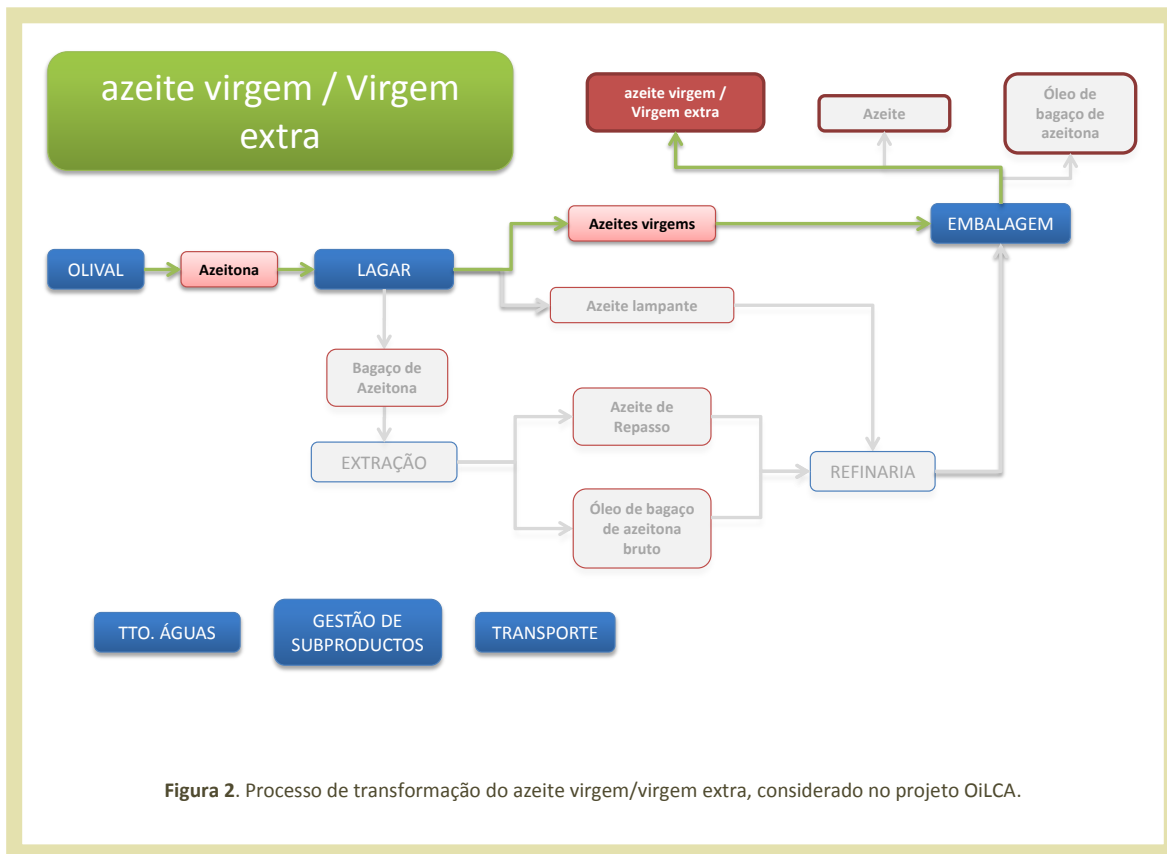 azeite virgem / Virgem
extra
azeite virgem /
Virgem extra
Azeite
Óleo de
bagaço de
azeitona
Azeites virgems
EMBALAGEM
OLIVAL
Azeitona
LAGAR
Azeite lampante
Bagaço de
Azeitona
Azeite de
Repasso
EXTRAÇÃO
REFINARIA
Óleo de bagaço
de azeitona
bruto
TTO. ÁGUAS
GESTÃO DE
SUBPRODUCTOS
TRANSPORTE
Figura 2. Processo de transformação do azeite virgem/virgem extra, considerado no projeto OiLCA.